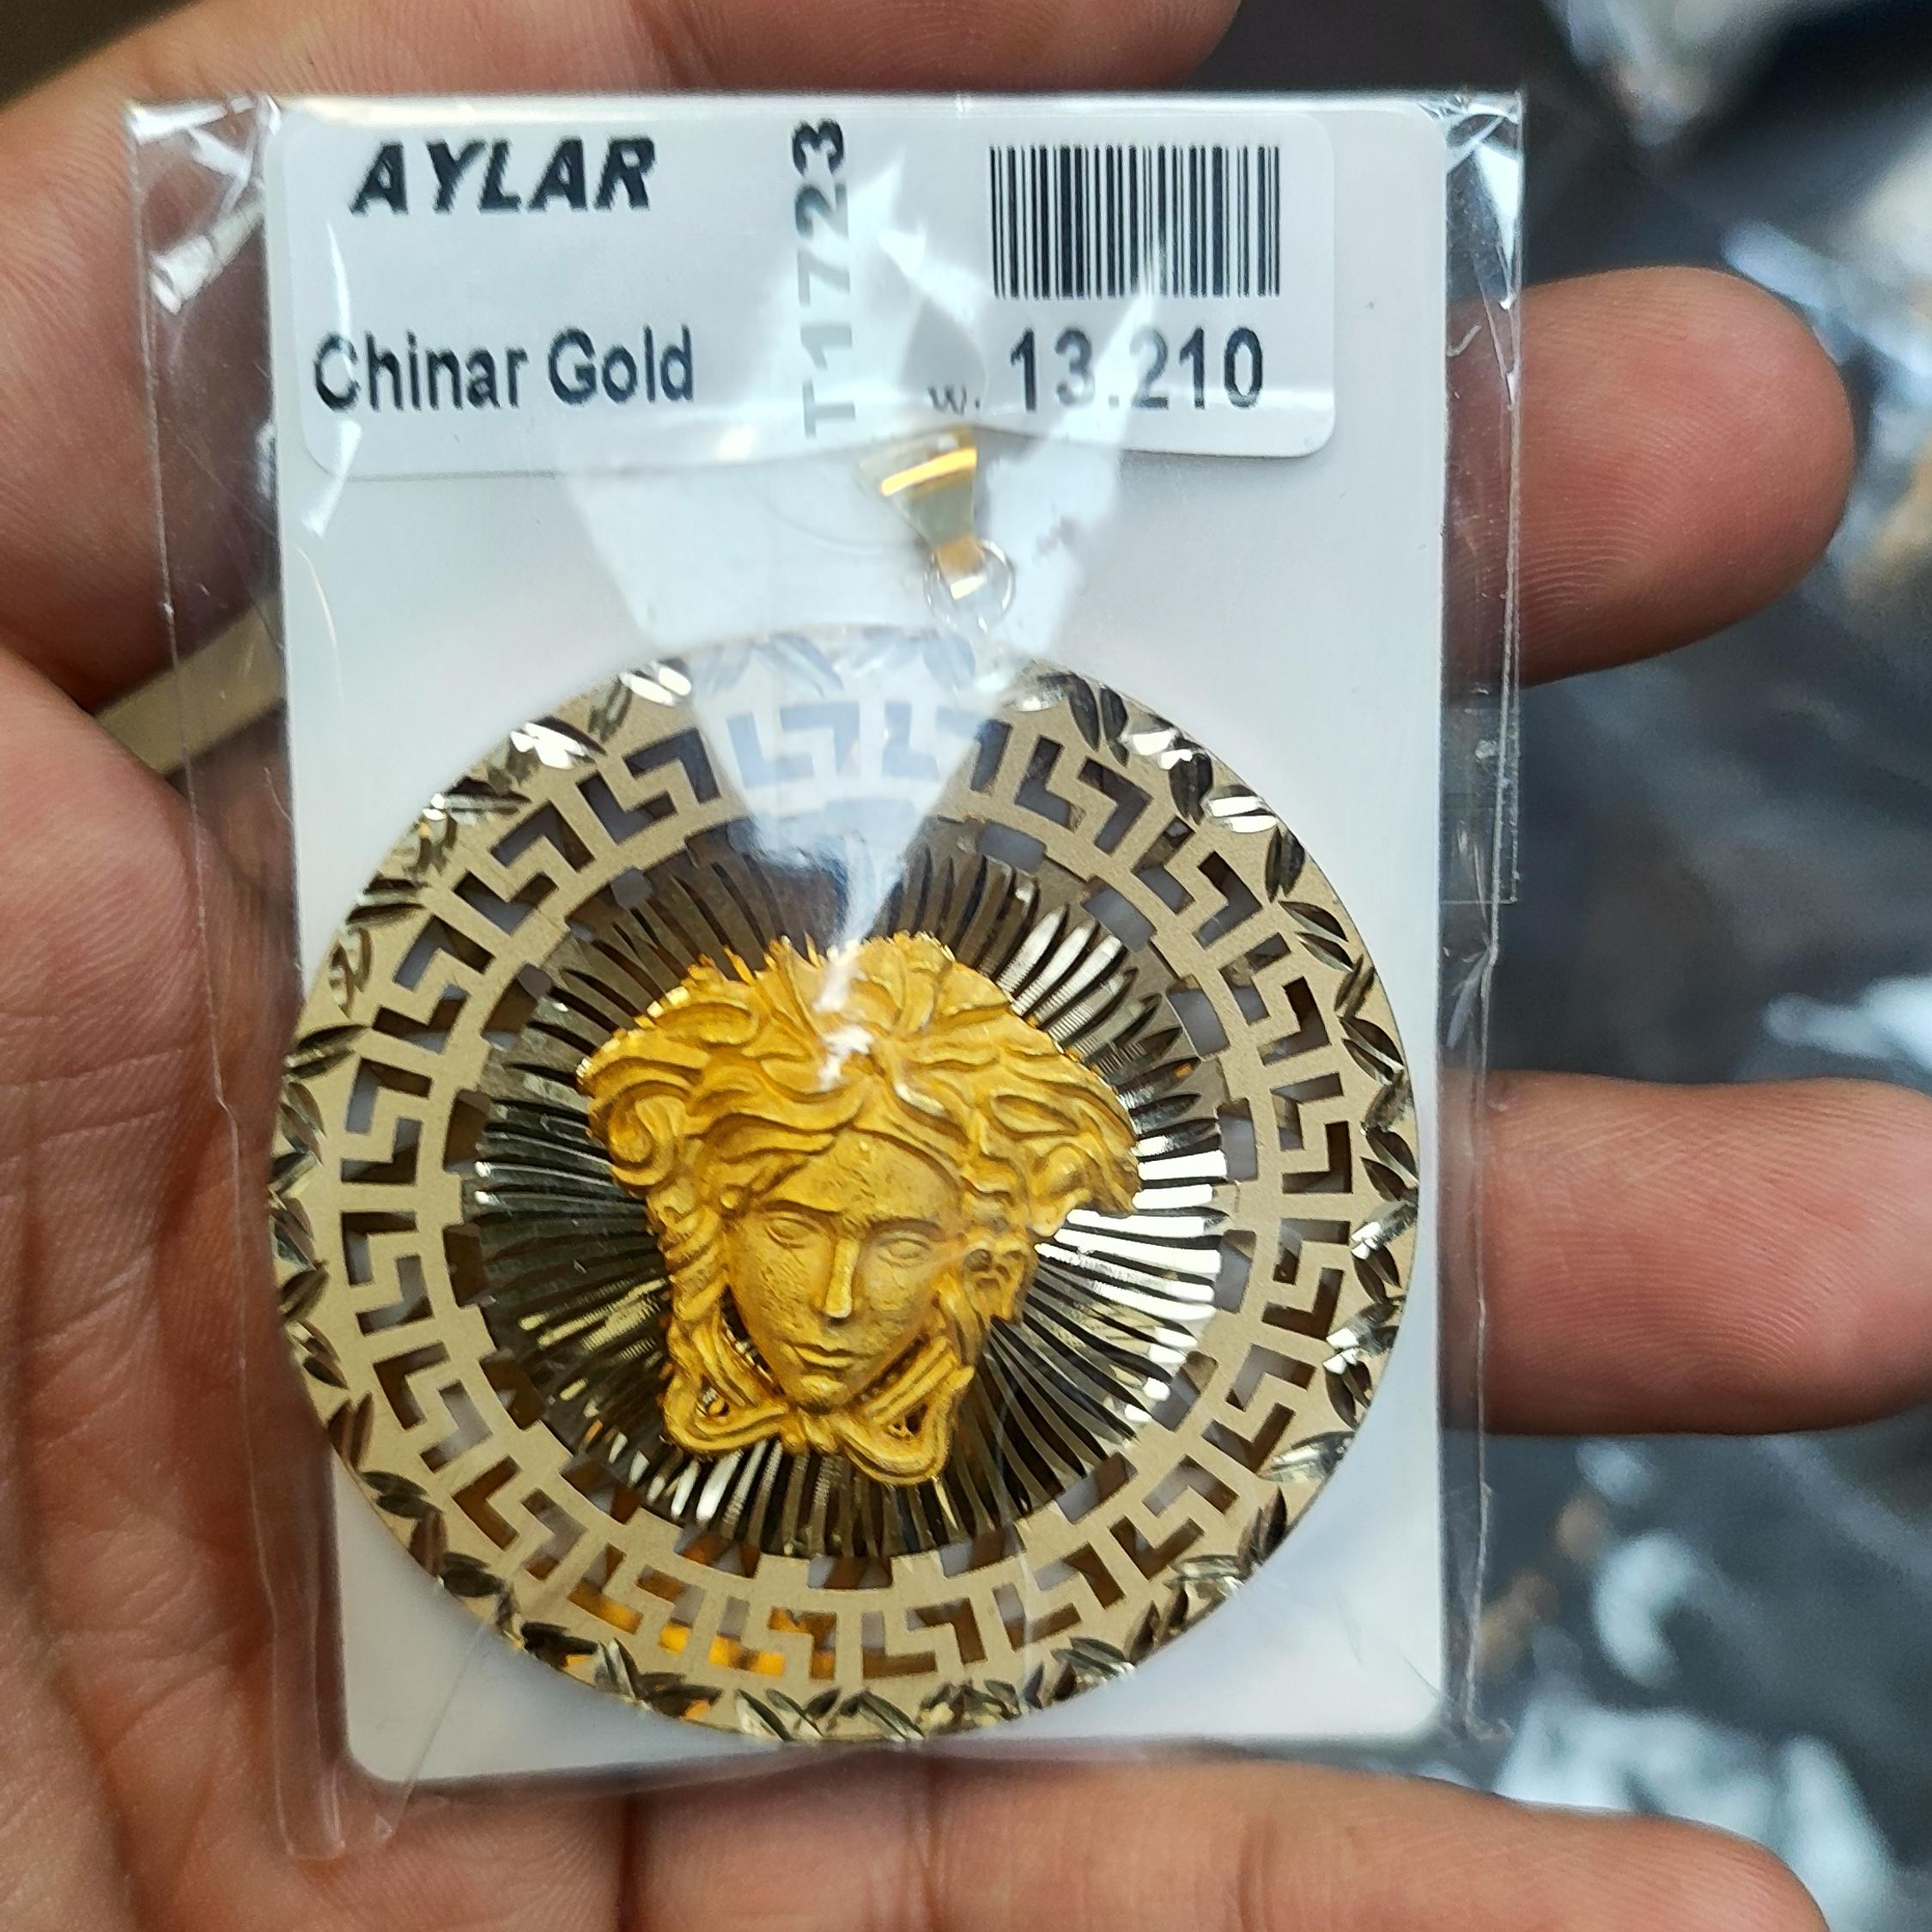 AYLAR
T11723
Chinar Gold
w. 13.210